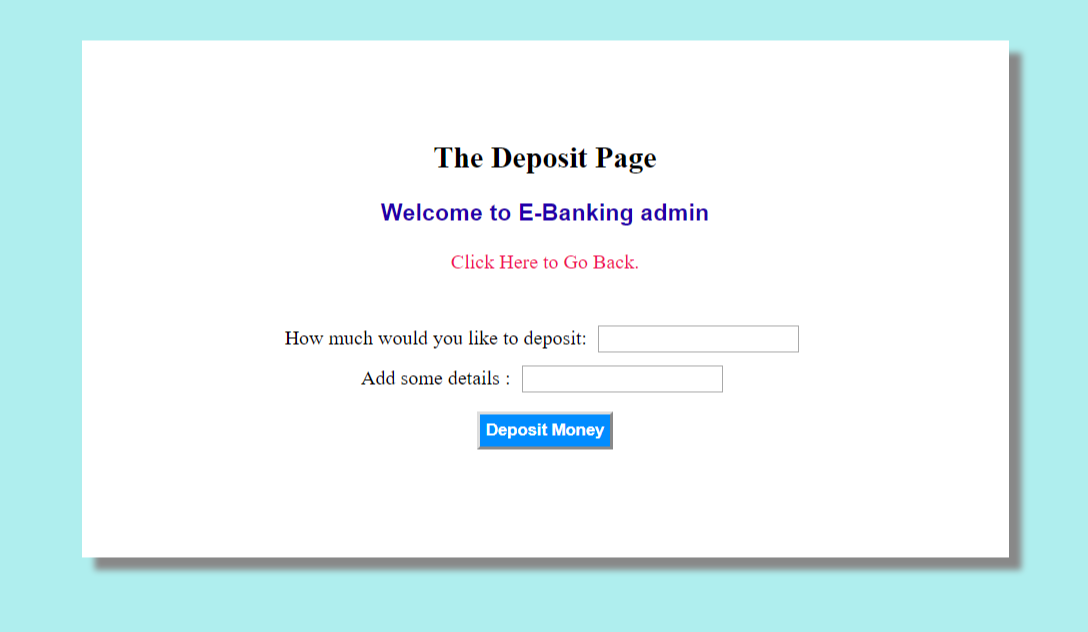 The Deposit Page
Welcome to E-Banking admin
Click Here to Go Back.
How much would you like to deposit:
Add some details :
Deposit Money